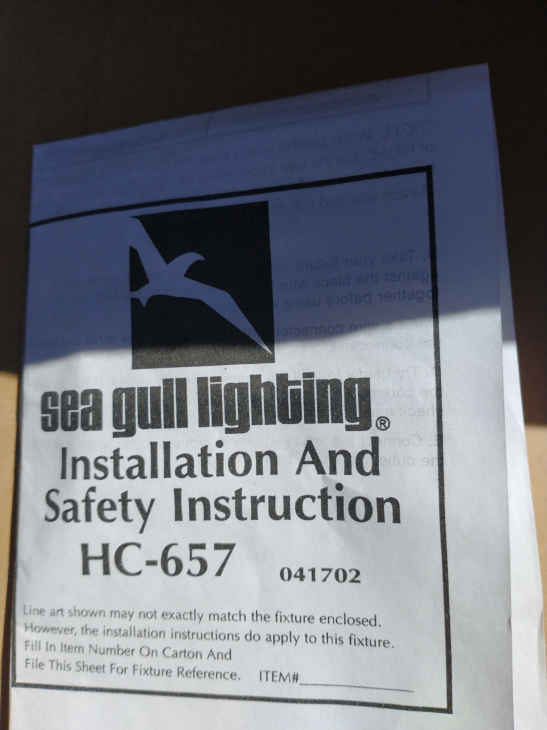 sea gull lighting®
Installation And
Safety Instruction
HC-657 041702
Line art shown may not exactly match the fixture enclosed.
However, the installation instructions do apply to this fixture.
Fill In Item Number On Carton And
File This Sheet For Fixture Reference. ITEM#